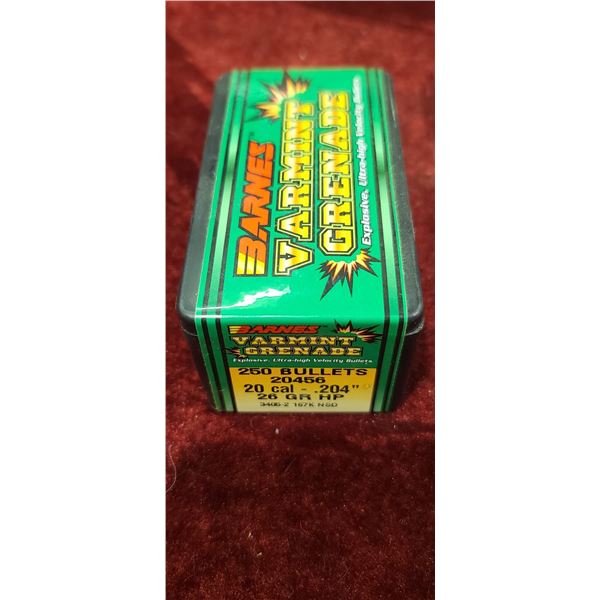 BARNES
VARMINT
GRENADE
Explosive, Ultra-high Velocity Bullets
BARNES
VARMINT
GRENADE
Explosive, Ultra-high Velocity Bullets
250 BULLETS
20456
20 cal - .204"
26 GR HP